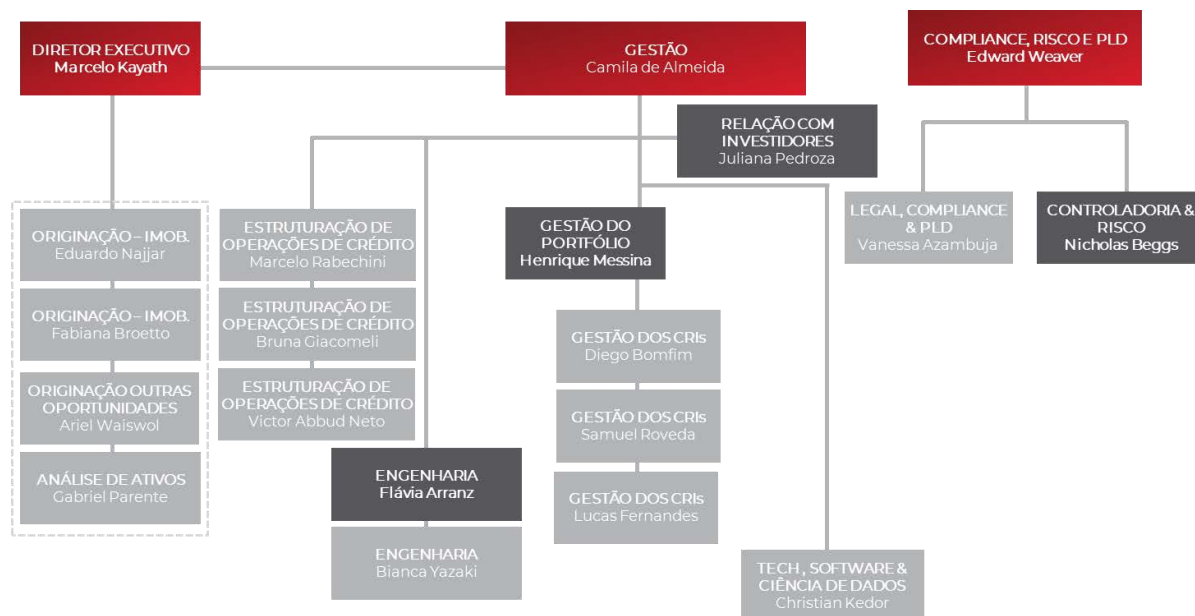 DIRETOR EXECUTIVO
Marcelo Kayath
GESTÃO
Camila de Almeida
COMPLIANCE, RISCO E PLD
Edward Weaver
RELAÇÃO COM
INVESTIDORES
Juliana Pedroza
ORIGINAÇÃO – IMOB.
Eduardo Najjar
ORIGINAÇÃO – IMOB.
Fabiana Broetto
ORIGINAÇÃO OUTRAS
OPORTUNIDADES
Ariel Waiswol
ANÁLISE DE ATIVOS
Gabriel Parente
ESTRUTURAÇÃO DE
OPERAÇÕES DE CRÉDITO
Marcelo Rabechini
ESTRUTURAÇÃO DE
OPERAÇÕES DE CRÉDITO
Bruna Giacomeli
ESTRUTURAÇÃO DE
OPERAÇÕES DE CRÉDITO
Victor Abbud Neto
ENGENHARIA
Flávia Arranz
ENGENHARIA
Bianca Yazaki
GESTÃO DO
PORTFÓLIO
Henrique Messina
GESTÃO DOS CRIs
Diego Bomfim
GESTÃO DOS CRIs
Samuel Roveda
GESTÃO DOS CRIs
Lucas Fernandes
TECH , SOFTWARE &
CIÊNCIA DE DADOS
Christian Kedor
LEGAL, COMPLIANCE
& PLD
Vanessa Azambuja
CONTROLADORIA &
RISCO
Nicholas Beggs